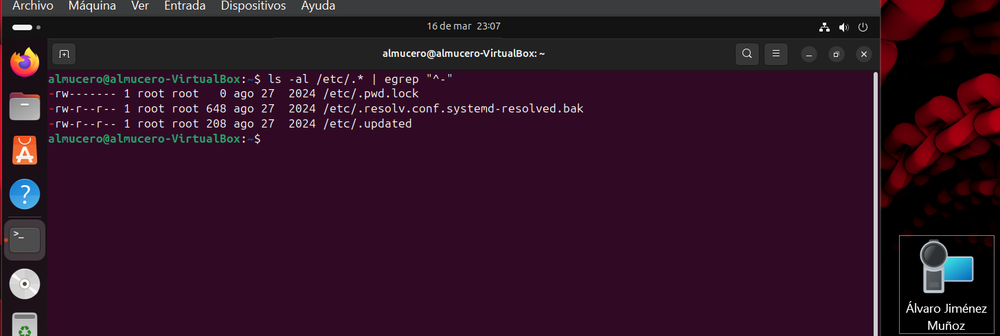 Archivo Máquina Ver Entrada Dispositivos Ayuda
16 de mar 23:07
almucero@almucero-VirtualBox: ~
almucero@almucero-VirtualBox:~$ ls -al /etc/.* | egrep "^-"
-rw------- 1 root root   0 ago 27  2024 /etc/.pwd.lock
-rw-r--r-- 1 root root 648 ago 27  2024 /etc/.resolv.conf.systemd-resolved.bak
-rw-r--r-- 1 root root 208 ago 27  2024 /etc/.updated
almucero@almucero-VirtualBox:~$
>_
?
Álvaro Jiménez
Muñoz